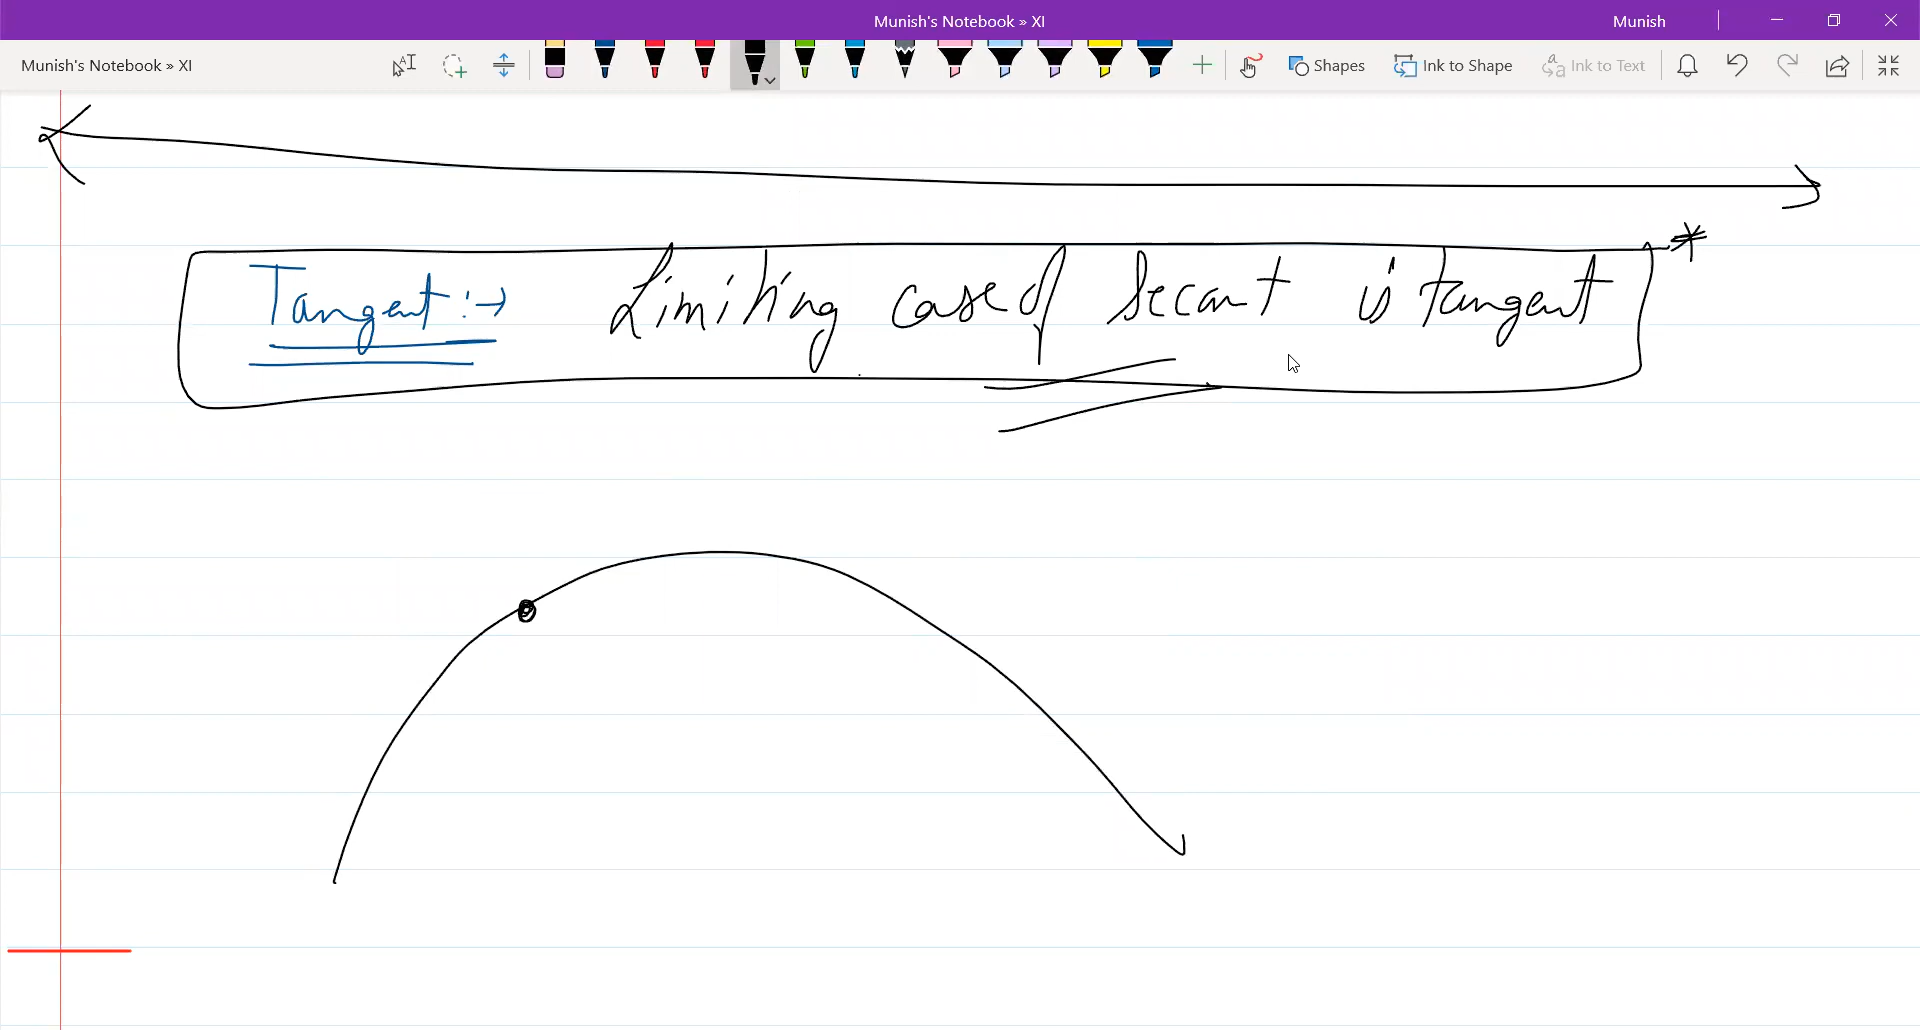 Munish's Notebook » XI
Munish
Munish's Notebook » XI
Shapes
Ink to Shape
Ink to Text
Tangent :→ Limiting case of Secant is tangent *